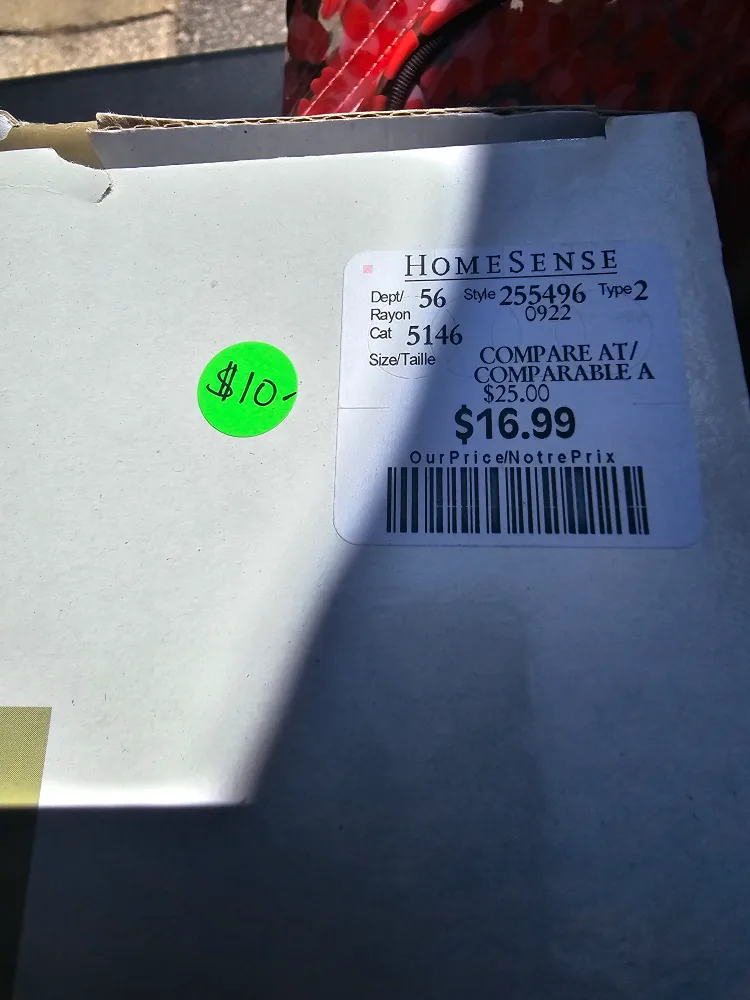 HOMESENSE
Dept/ 56 Style 255496 Type 2
Rayon 0922
Cat 5146
Size/Taille COMPARE AT/
COMPARABLE A
$25.00
$16.99
OurPrice/NotrePrix
$10-